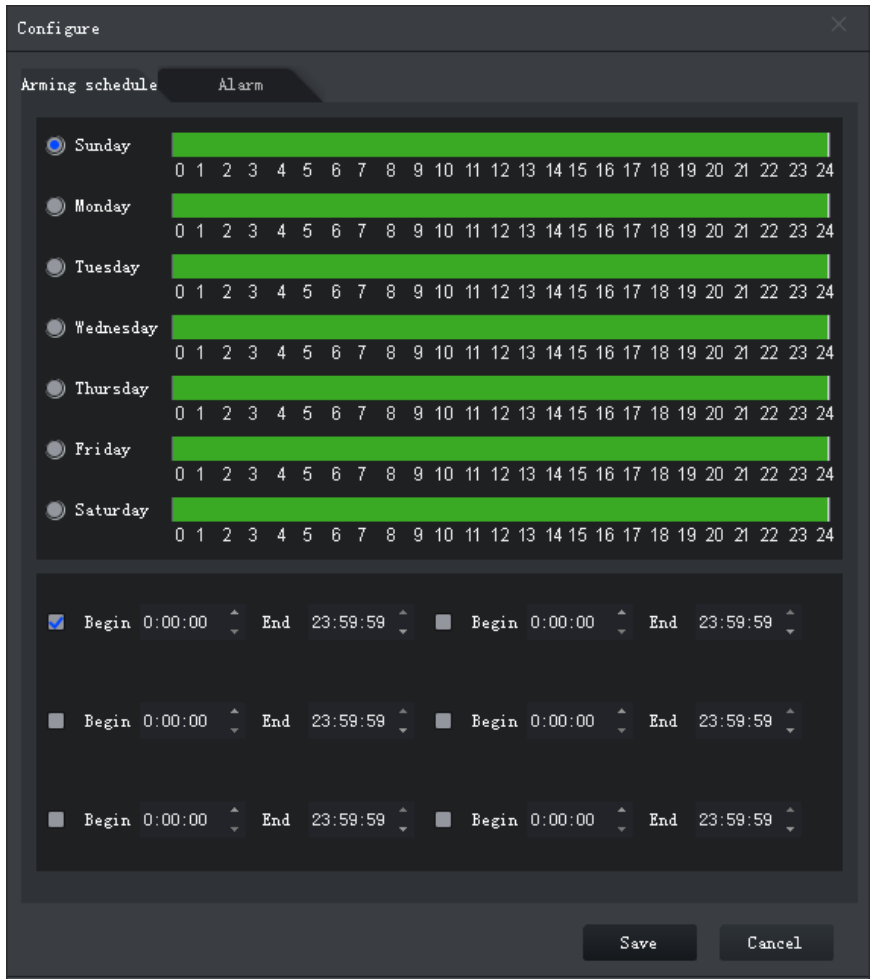 Configure
Arming schedule Alarm
Sunday
0 1 2 3 4 5 6 7 8 9 10 11 12 13 14 15 16 17 18 19 20 21 22 23 24
Monday
0 1 2 3 4 5 6 7 8 9 10 11 12 13 14 15 16 17 18 19 20 21 22 23 24
Tuesday
0 1 2 3 4 5 6 7 8 9 10 11 12 13 14 15 16 17 18 19 20 21 22 23 24
Wednesday
0 1 2 3 4 5 6 7 8 9 10 11 12 13 14 15 16 17 18 19 20 21 22 23 24
Thursday
0 1 2 3 4 5 6 7 8 9 10 11 12 13 14 15 16 17 18 19 20 21 22 23 24
Friday
0 1 2 3 4 5 6 7 8 9 10 11 12 13 14 15 16 17 18 19 20 21 22 23 24
Saturday
0 1 2 3 4 5 6 7 8 9 10 11 12 13 14 15 16 17 18 19 20 21 22 23 24
Begin 0:00:00 End 23:59:59 Begin 0:00:00 End 23:59:59
Begin 0:00:00 End 23:59:59 Begin 0:00:00 End 23:59:59
Begin 0:00:00 End 23:59:59 Begin 0:00:00 End 23:59:59
Save Cancel